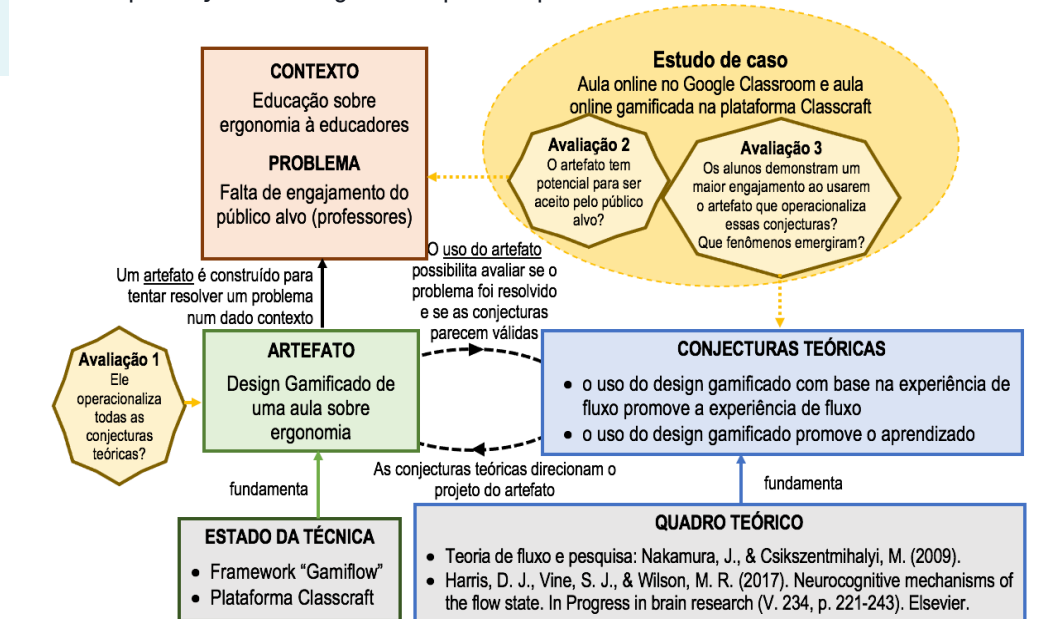 CONTEXTO
Educação sobre
ergonomia à educadores
PROBLEMA
Falta de engajamento do
público alvo (professores)
Estudo de caso
Aula online no Google Classroom e aula
online gamificada na plataforma Classcraft
Avaliação 2
O artefato tem
potencial para ser
aceito pelo público
alvo?
Avaliação 3
Os alunos demonstram um
maior engajamento ao usarem
o artefato que operacionaliza
essas conjecturas?
Que fenômenos emergiram?
Um artefato é construído para
tentar resolver um problema
num dado contexto
O uso do artefato
possibilita avaliar se o
problema foi resolvido
e se as conjecturas
parecem válidas
Avaliação 1
Ele
operacionaliza
todas as
conjecturas
teóricas?
ARTEFATO
Design Gamificado de
uma aula sobre
ergonomia
CONJECTURAS TEÓRICAS
• o uso do design gamificado com base na experiência de
fluxo promove a experiência de fluxo
• o uso do design gamificado promove o aprendizado
As conjecturas teóricas direcionam o
projeto do artefato
fundamenta
fundamenta
ESTADO DA TÉCNICA
• Framework “Gamiflow”
• Plataforma Classcraft
QUADRO TEÓRICO
• Teoria de fluxo e pesquisa: Nakamura, J., & Csikszentmihalyi, M. (2009).
• Harris, D. J., Vine, S. J., & Wilson, M. R. (2017). Neurocognitive mechanisms of
the flow state. In Progress in brain research (V. 234, p. 221-243). Elsevier.